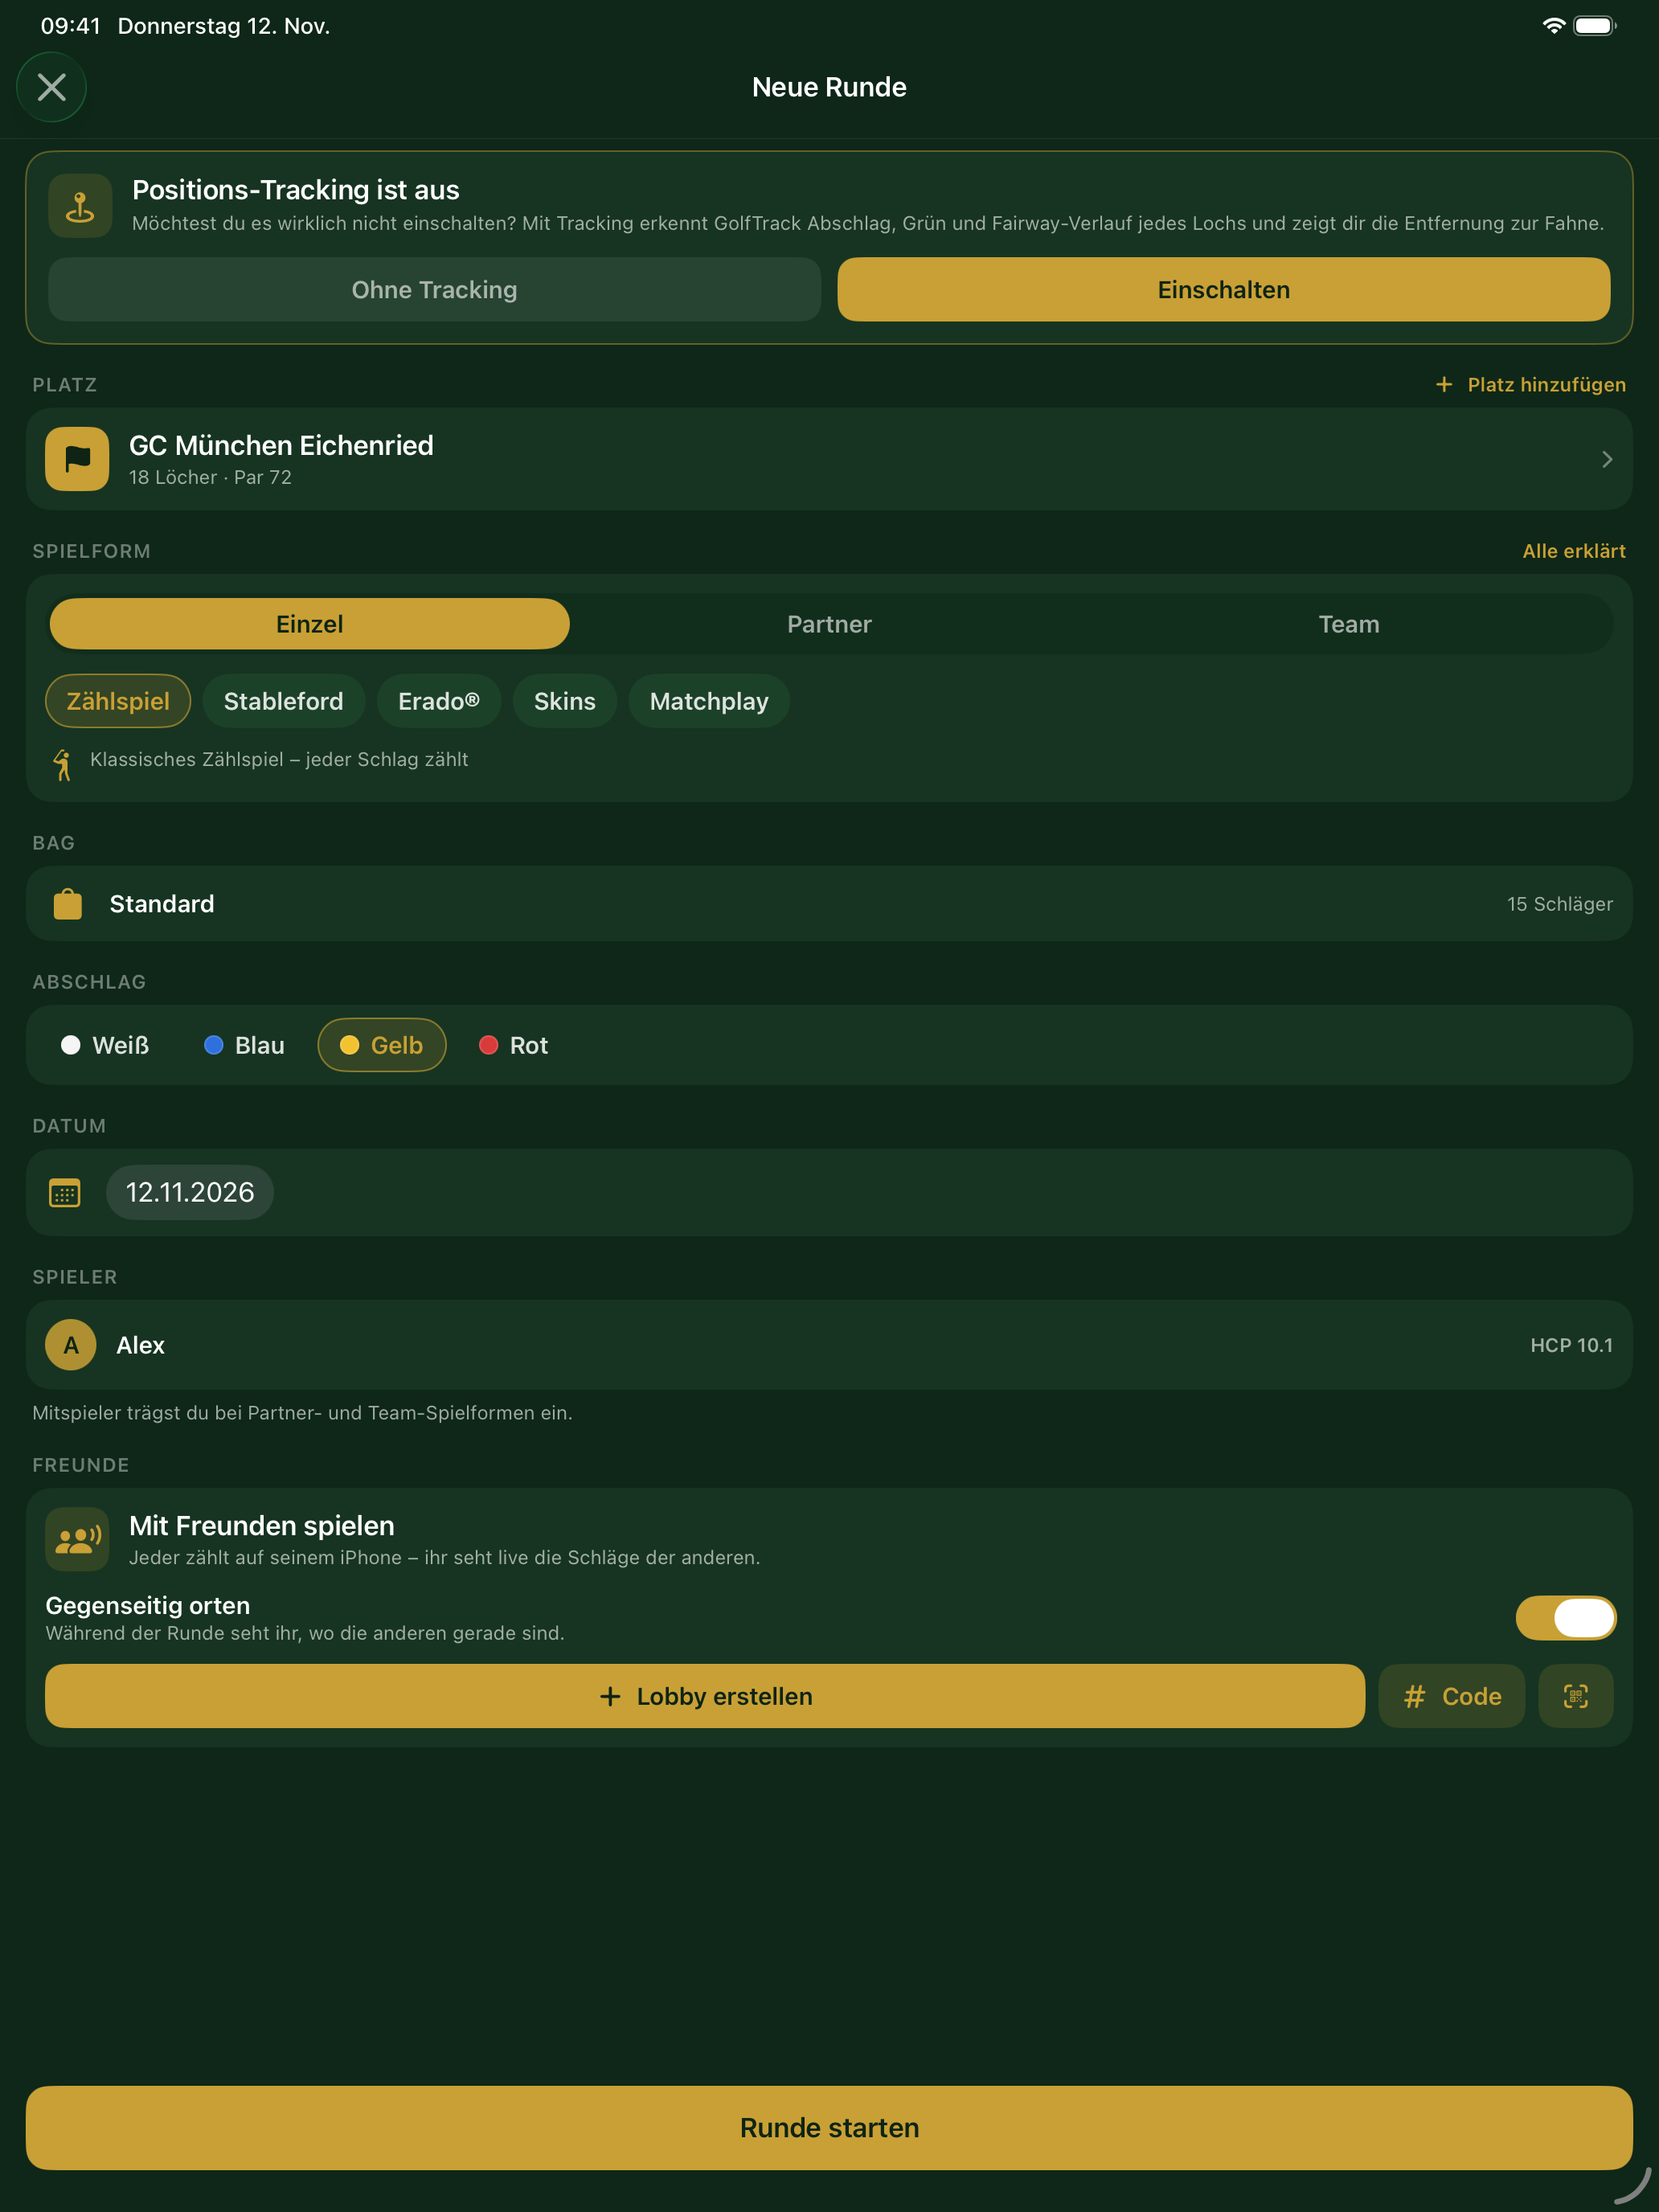 09:41 Donnerstag 12. Nov.
Neue Runde
Positions-Tracking ist aus
Möchtest du es wirklich nicht einschalten? Mit Tracking erkennt GolfTrack Abschlag, Grün und Fairway-Verlauf jedes Lochs und zeigt dir die Entfernung zur Fahne.
Ohne Tracking
Einschalten
PLATZ
+ Platz hinzufügen
GC München Eichenried
18 Löcher · Par 72
SPIELFORM
Alle erklärt
Einzel
Partner
Team
Zählspiel
Stableford
Erado®
Skins
Matchplay
Klassisches Zählspiel – jeder Schlag zählt
BAG
Standard
15 Schläger
ABSCHLAG
Weiß
Blau
Gelb
Rot
DATUM
12.11.2026
SPIELER
A
Alex
HCP 10.1
Mitspieler trägst du bei Partner- und Team-Spielformen ein.
FREUNDE
Mit Freunden spielen
Jeder zählt auf seinem iPhone – ihr seht live die Schläge der anderen.
Gegenseitig orten
Während der Runde seht ihr, wo die anderen gerade sind.
+ Lobby erstellen
# Code
Runde starten